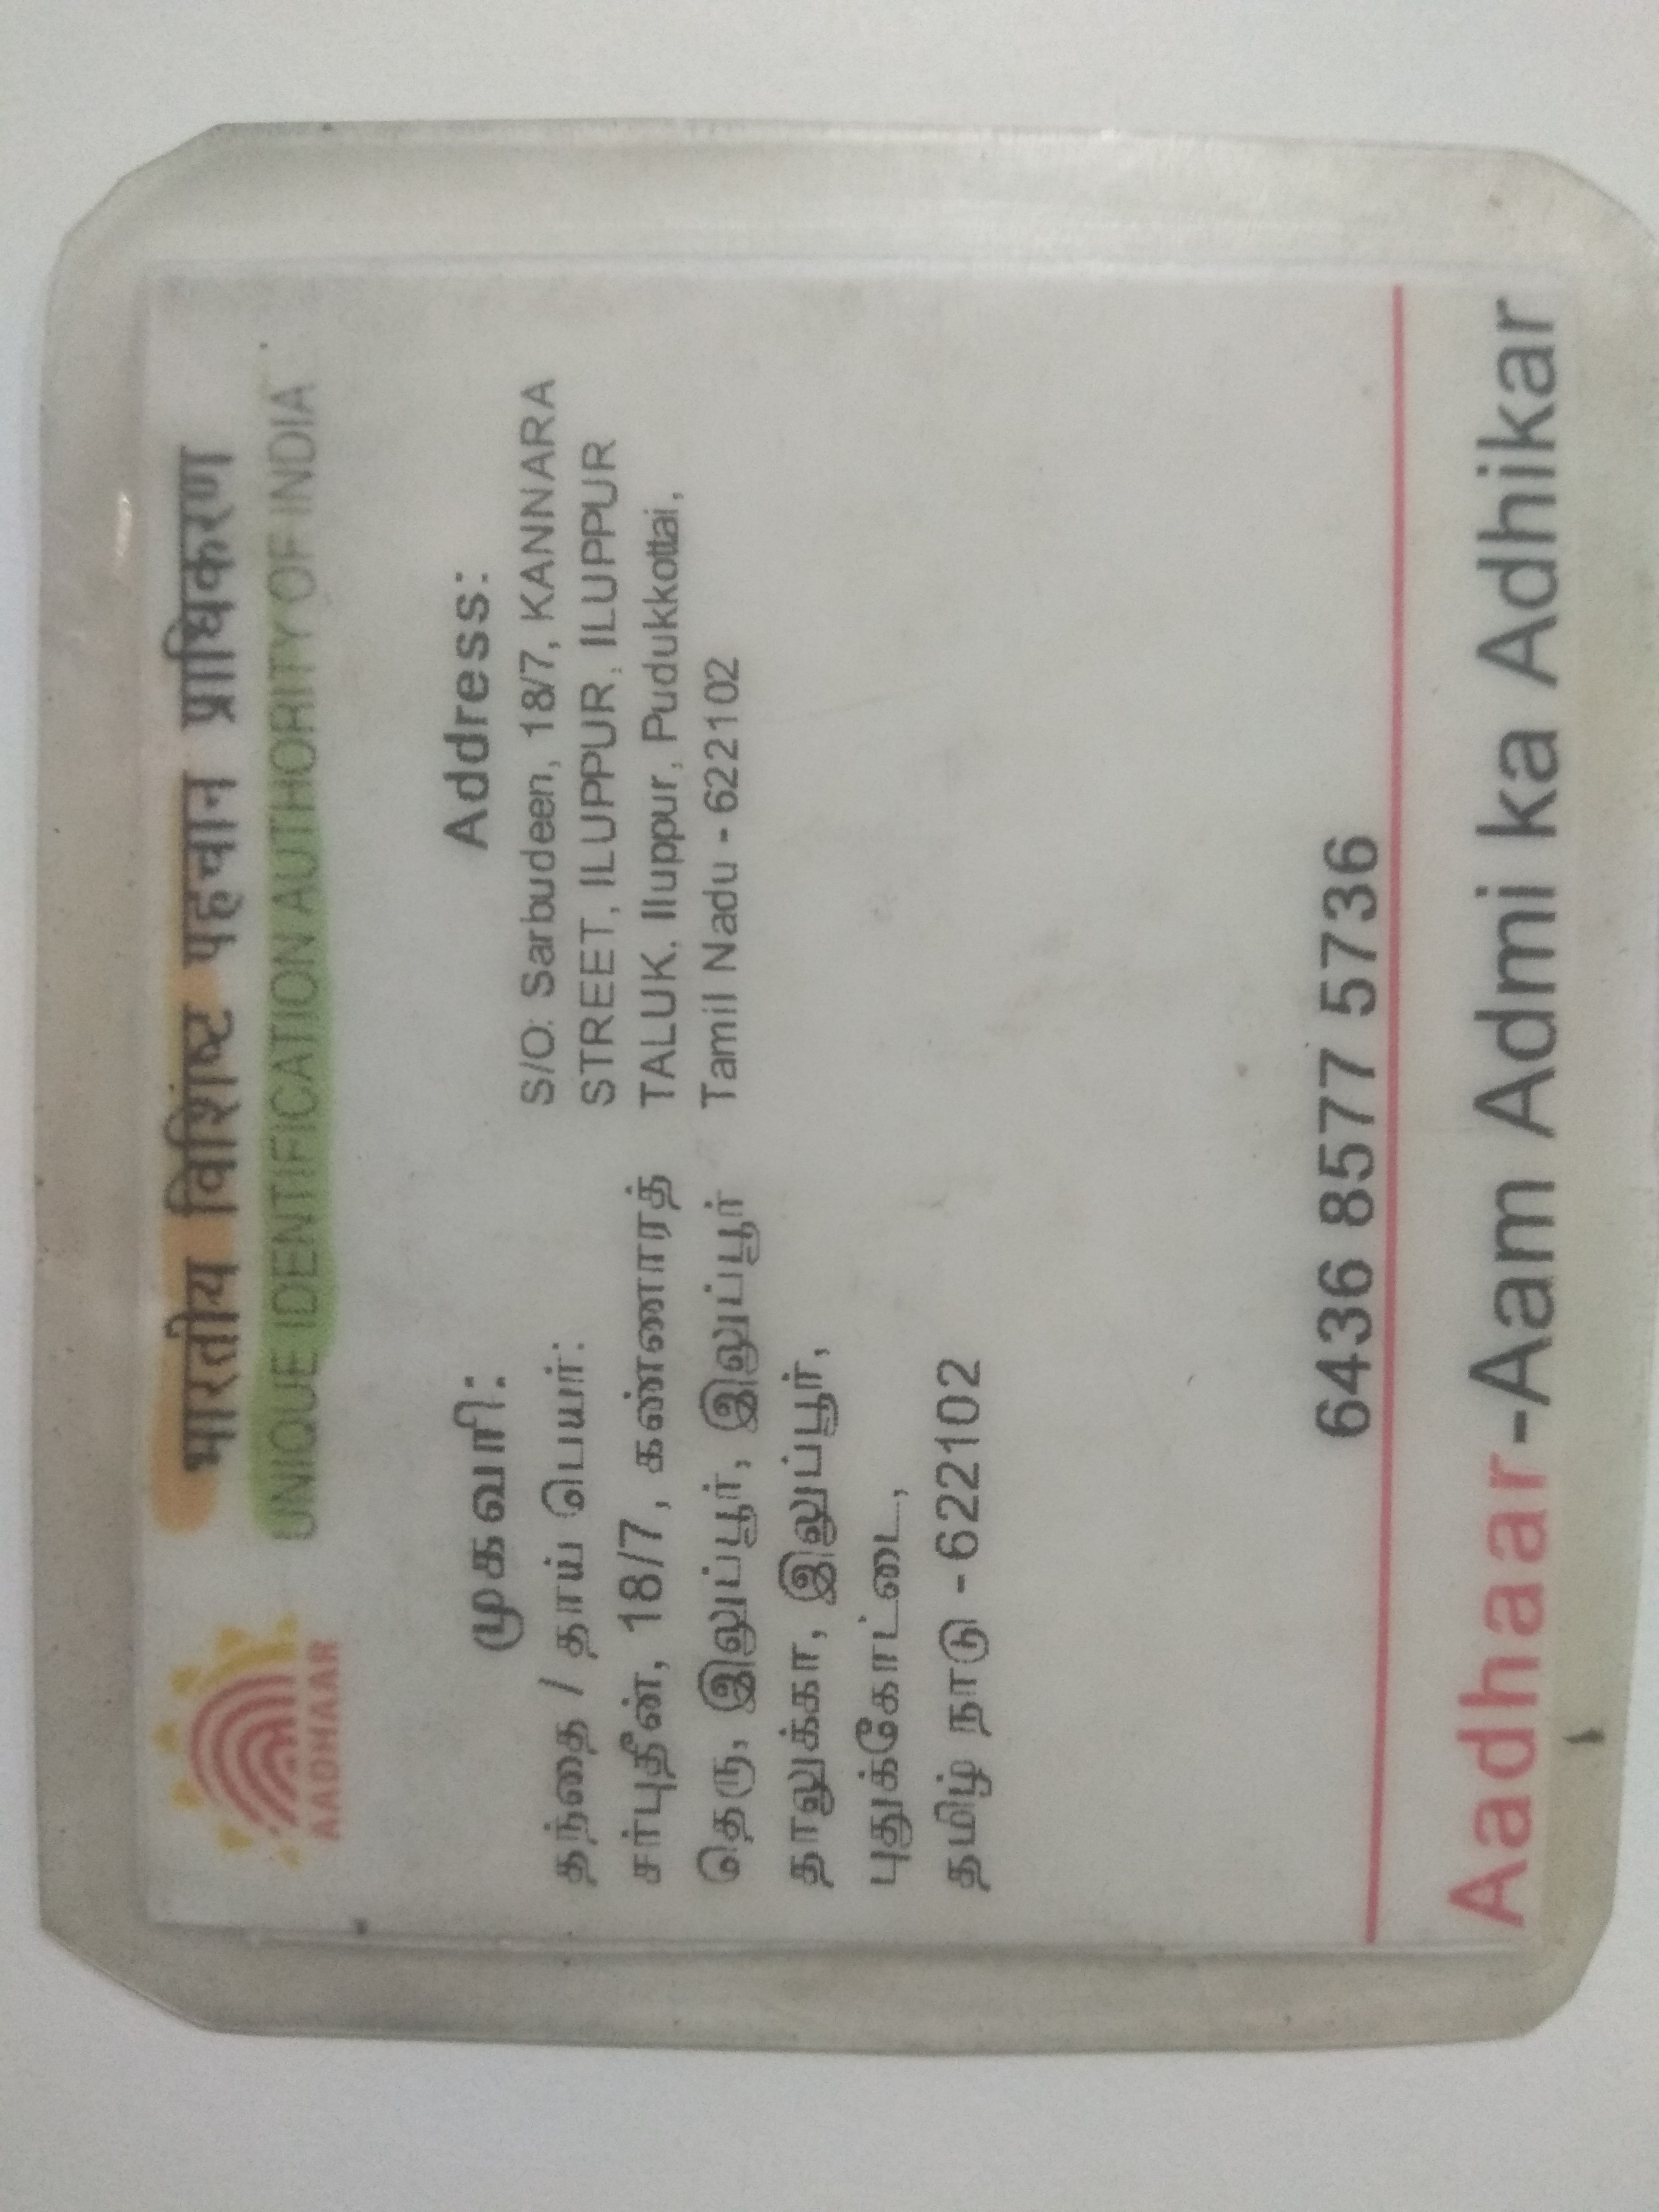 भारतीय विशिष्ट पहचान प्राधिकरण
UNIQUE IDENTIFICATION AUTHORITY OF INDIA
AADHAAR
முகவரி:
தந்தை / தாய் பெயர்:
சர்புதீன், 18/7, கண்ணாரத்
தெரு, இலுப்பூர், இலுப்பூர்
தாலுக்கா, இலுப்பூர்,
புதுக்கோட்டை,
தமிழ் நாடு - 622102
Address:
S/O: Sarbudeen, 18/7, KANNARA
STREET, ILUPPUR, ILUPPUR
TALUK, Iluppur, Pudukkottai,
Tamil Nadu - 622102
6436 8577 5736
Aadhaar-Aam Admi ka Adhikar